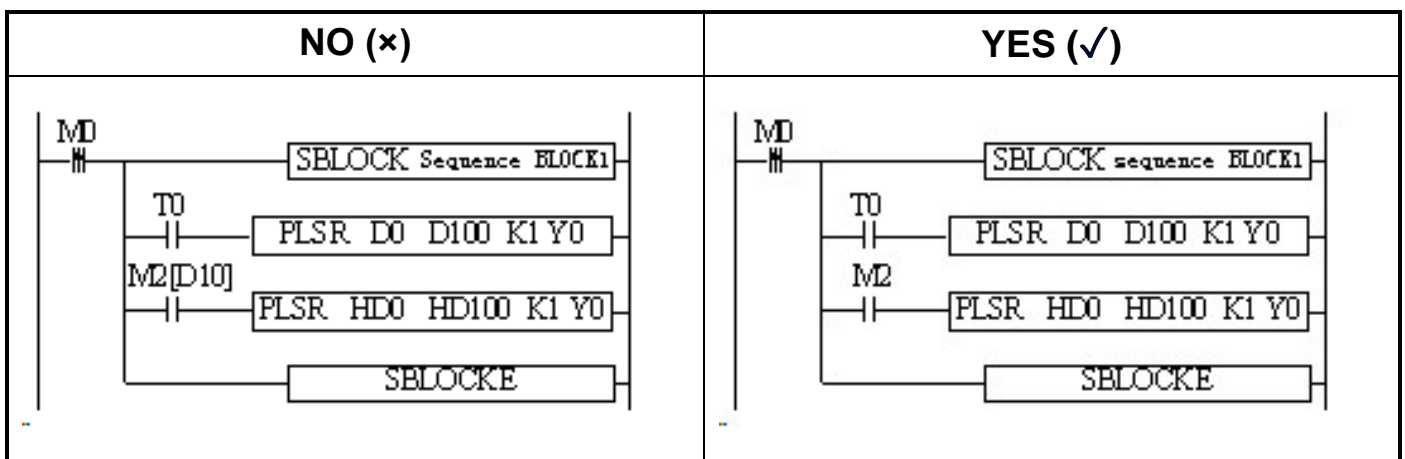 NO (×)
YES (✓)
M0
SBLOCK Sequence BLOCK1
T0
PLSR D0 D100 K1 Y0
M2[D10]
PLSR HD0 HD100 K1 Y0
SBLOCKE
M0
SBLOCK sequence BLOCK1
T0
PLSR D0 D100 K1 Y0
M2
PLSR HD0 HD100 K1 Y0
SBLOCKE